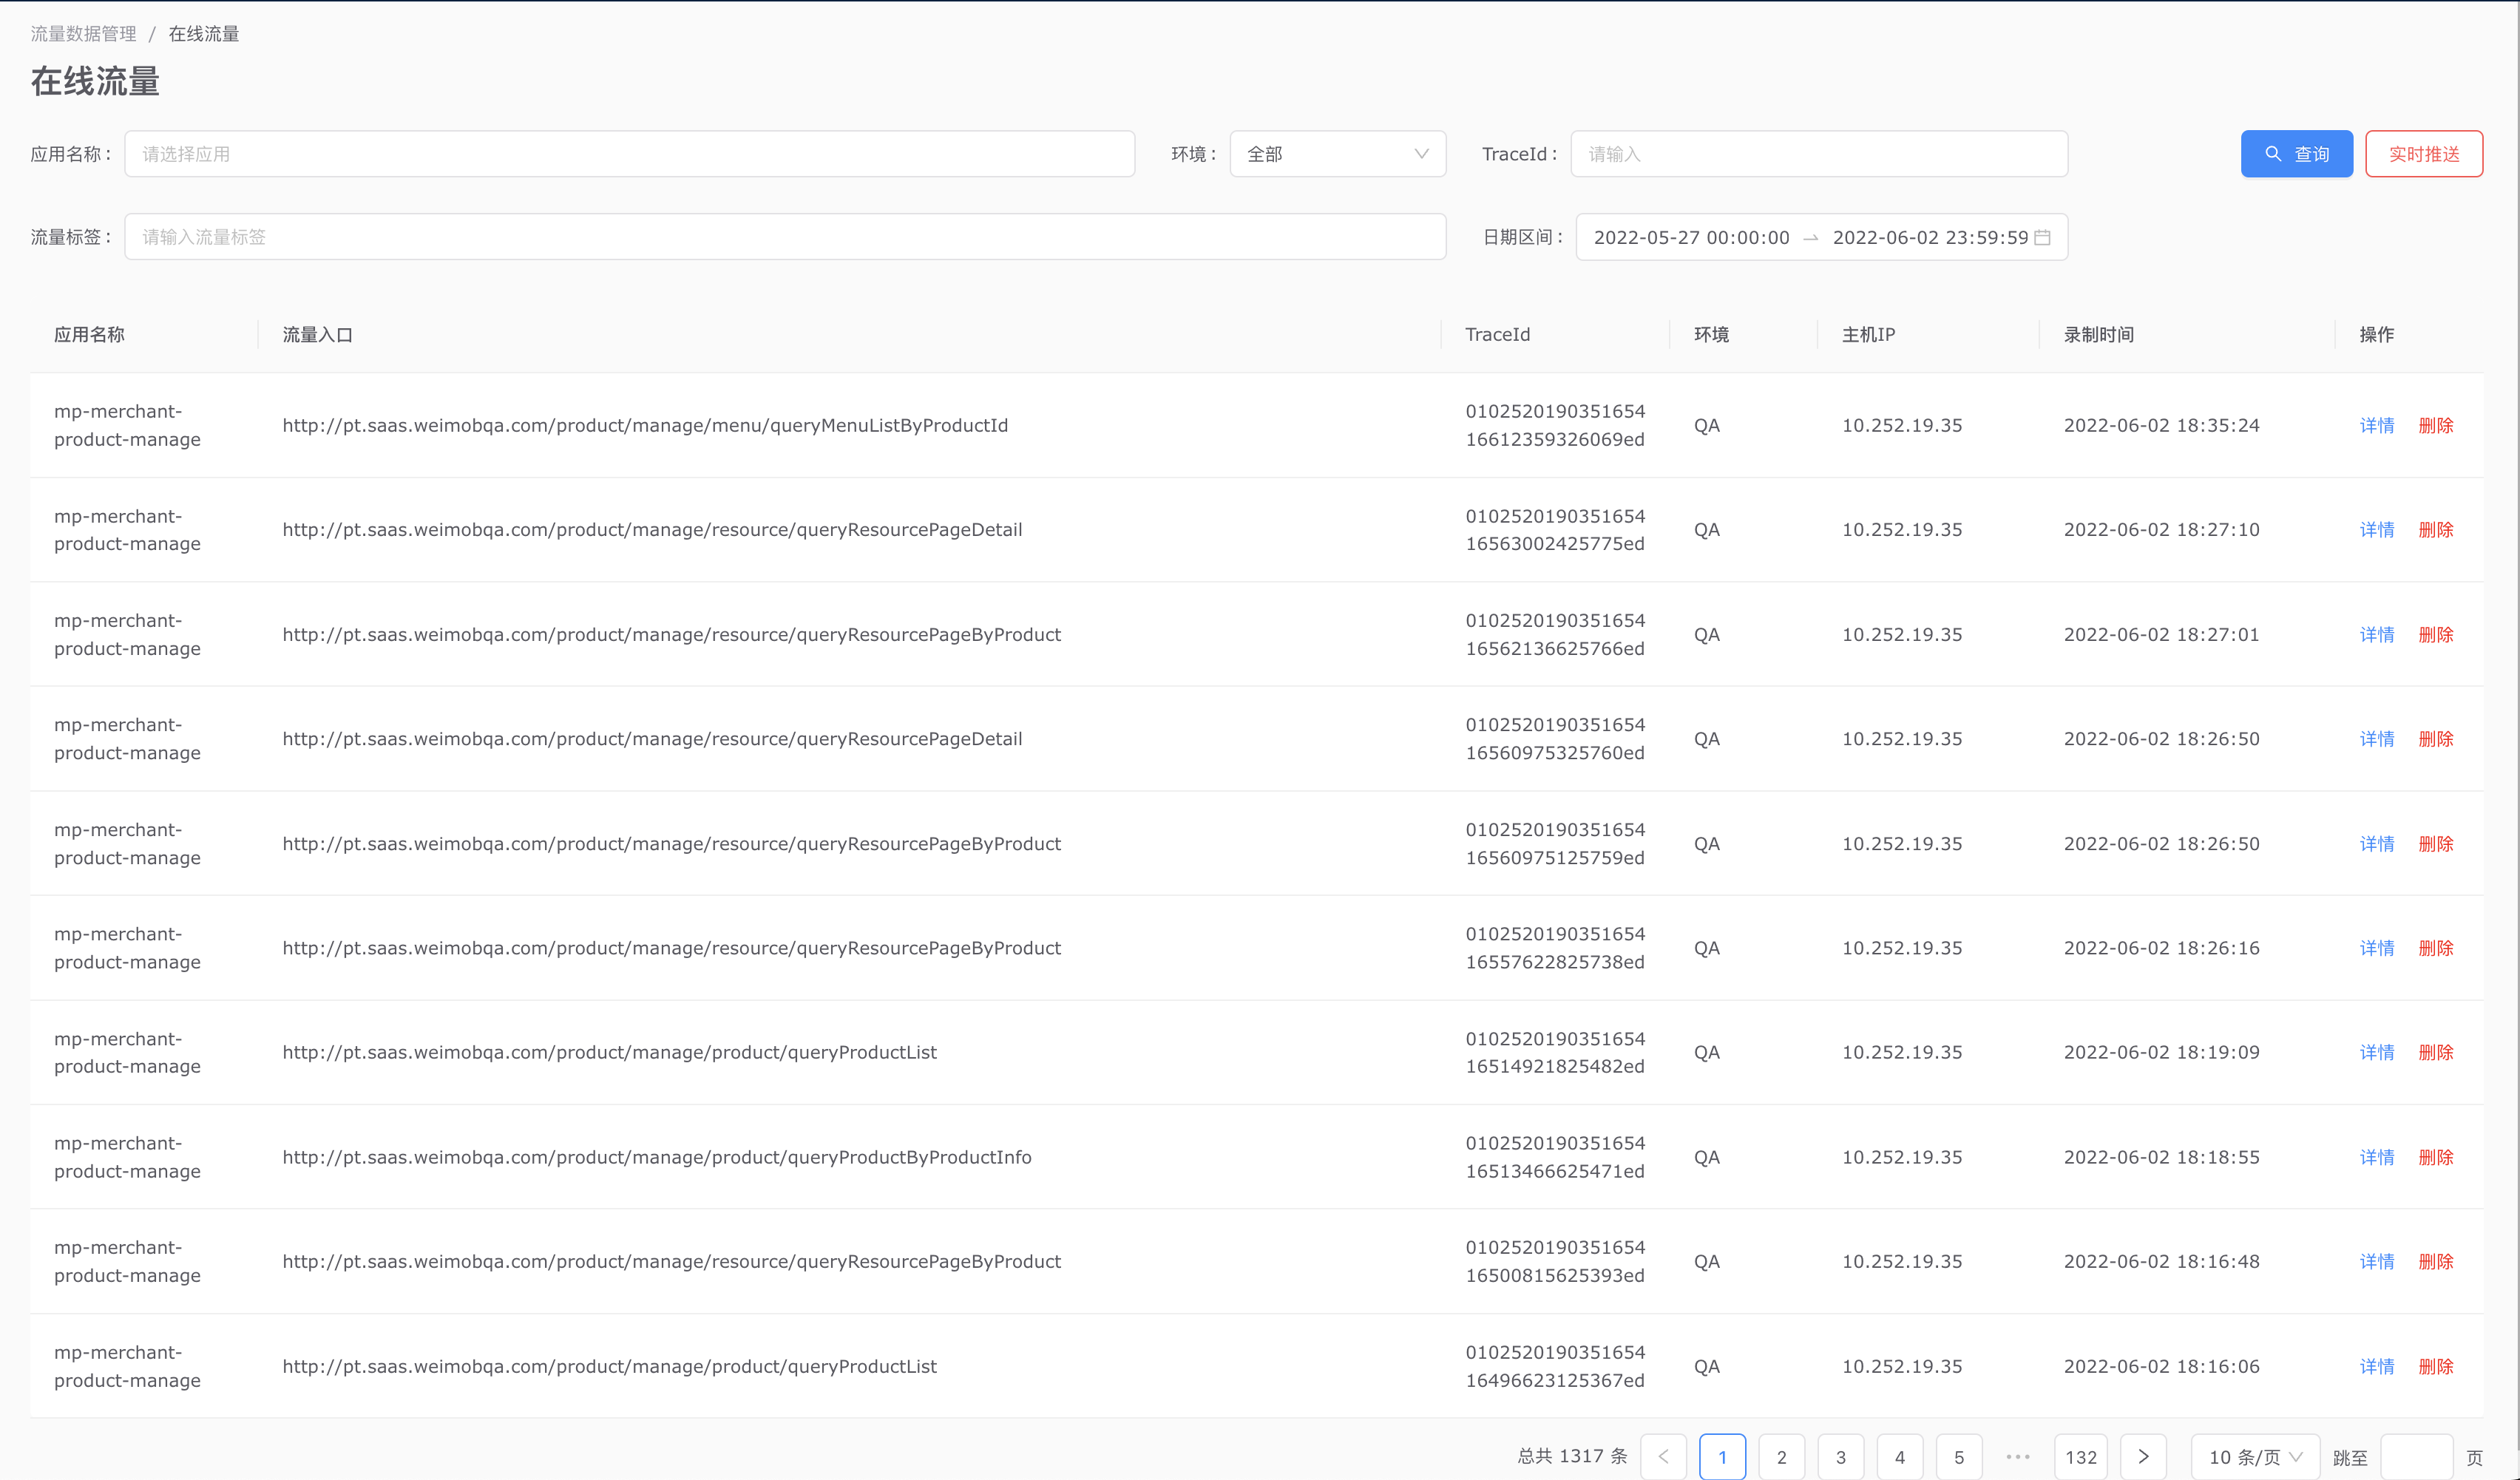 流量数据管理 / 在线流量
在线流量
应用名称： 请选择应用 环境： 全部 TraceId： 请输入 查询 实时推送
流量标签： 请输入流量标签 日期区间： 2022-05-27 00:00:00 → 2022-06-02 23:59:59
应用名称 流量入口 TraceId 环境 主机IP 录制时间 操作
mp-merchant-
product-manage
http://pt.saas.weimobqa.com/product/manage/menu/queryMenuListByProductId
0102520190351654
16612359326069ed
QA 10.252.19.35 2022-06-02 18:35:24 详情 删除
mp-merchant-
product-manage
http://pt.saas.weimobqa.com/product/manage/resource/queryResourcePageDetail
0102520190351654
16563002425775ed
QA 10.252.19.35 2022-06-02 18:27:10 详情 删除
mp-merchant-
product-manage
http://pt.saas.weimobqa.com/product/manage/resource/queryResourcePageByProduct
0102520190351654
16562136625766ed
QA 10.252.19.35 2022-06-02 18:27:01 详情 删除
mp-merchant-
product-manage
http://pt.saas.weimobqa.com/product/manage/resource/queryResourcePageDetail
0102520190351654
16560975325760ed
QA 10.252.19.35 2022-06-02 18:26:50 详情 删除
mp-merchant-
product-manage
http://pt.saas.weimobqa.com/product/manage/resource/queryResourcePageByProduct
0102520190351654
16560975125759ed
QA 10.252.19.35 2022-06-02 18:26:50 详情 删除
mp-merchant-
product-manage
http://pt.saas.weimobqa.com/product/manage/resource/queryResourcePageByProduct
0102520190351654
16557622825738ed
QA 10.252.19.35 2022-06-02 18:26:16 详情 删除
mp-merchant-
product-manage
http://pt.saas.weimobqa.com/product/manage/product/queryProductList
0102520190351654
16514921825482ed
QA 10.252.19.35 2022-06-02 18:19:09 详情 删除
mp-merchant-
product-manage
http://pt.saas.weimobqa.com/product/manage/product/queryProductByProductInfo
0102520190351654
16513466625471ed
QA 10.252.19.35 2022-06-02 18:18:55 详情 删除
mp-merchant-
product-manage
http://pt.saas.weimobqa.com/product/manage/resource/queryResourcePageByProduct
0102520190351654
16500815625393ed
QA 10.252.19.35 2022-06-02 18:16:48 详情 删除
mp-merchant-
product-manage
http://pt.saas.weimobqa.com/product/manage/product/queryProductList
0102520190351654
16496623125367ed
QA 10.252.19.35 2022-06-02 18:16:06 详情 删除
总共 1317 条 < 1 2 3 4 5 ••• 132 > 10 条/页 跳至 页